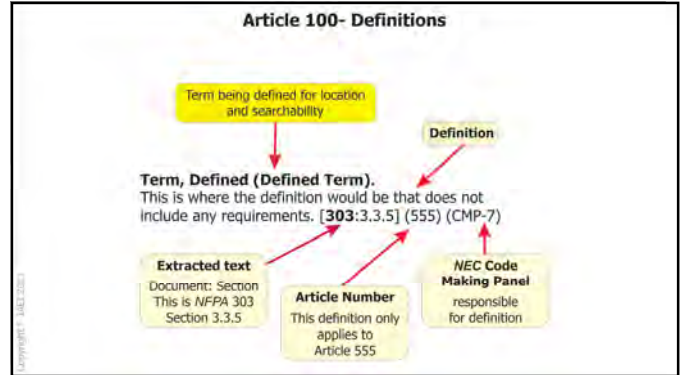 Article 100- Definitions
Term being defined for location
and searchability
Definition
Term, Defined (Defined Term).
This is where the definition would be that does not
include any requirements. [303:3.3.5] (555) (CMP-7)
Extracted text
Document: Section
This is NFPA 303
Section 3.3.5
Article Number
This definition only
applies to
Article 555
NEC Code
Making Panel
responsible
for definition
Copyright © IAEI